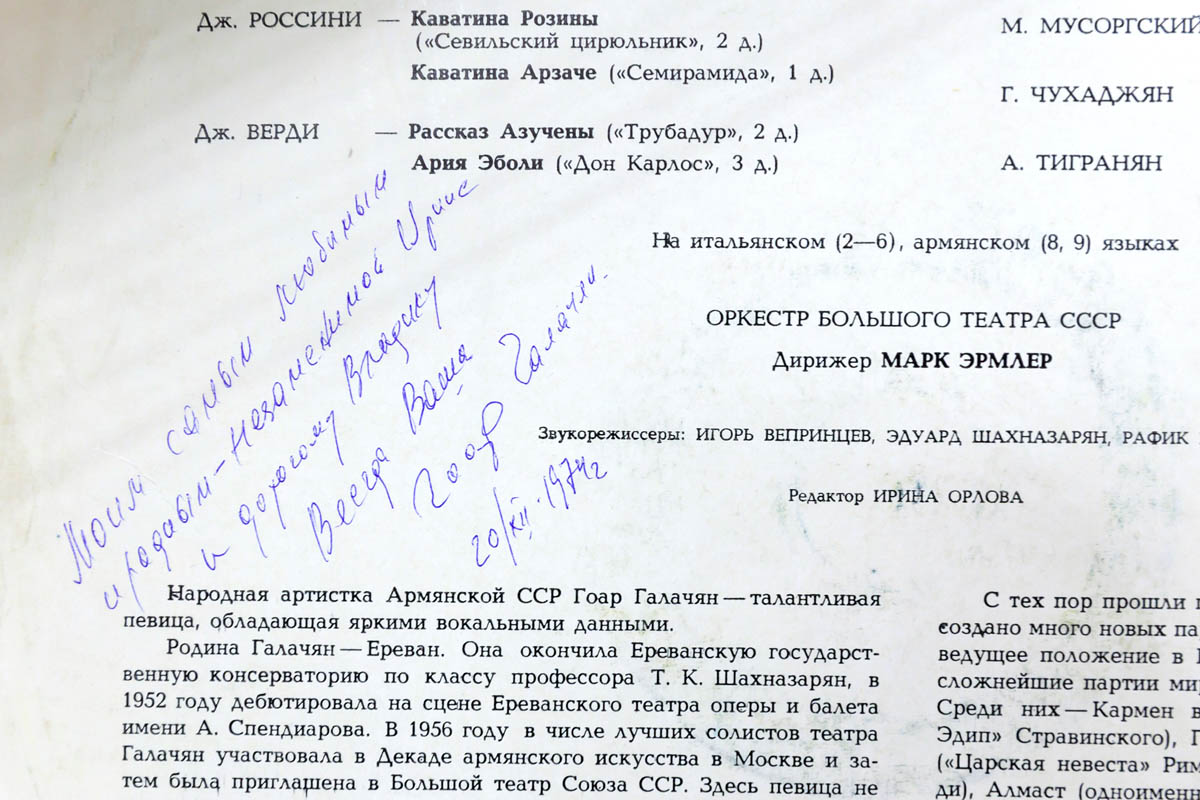 Дж. РОССИНИ — Каватина Розины
(«Севильский цирюльник», 2 д.)
Каватина Арзаче («Семирамида», 1 д.)
Дж. ВЕРДИ — Рассказ Азучены («Трубадур», 2 д.)
Ария Эболи («Дон Карлос», 3 д.)
М. МУСОРГСКИЙ
Г. ЧУХАДЖЯН
А. ТИГРАНЯН
На итальянском (2—6), армянском (8, 9) языках
ОРКЕСТР БОЛЬШОГО ТЕАТРА СССР
Дирижер МАРК ЭРМЛЕР
Звукорежиссеры: ИГОРЬ ВЕПРИНЦЕВ, ЭДУАРД ШАХНАЗАРЯН, РАФИК
Редактор ИРИНА ОРЛОВА
Моим самым любимым
и родным – незаменимой Ирис
и дорогому Владику
Всегда Ваша
Гоар Галачян.
20/XII.1974г
Народная артистка Армянской ССР Гоар Галачян — талантливая
певица, обладающая яркими вокальными данными.
Родина Галачян — Ереван. Она окончила Ереванскую государст-
венную консерваторию по классу профессора Т. К. Шахназарян, в
1952 году дебютировала на сцене Ереванского театра оперы и балета
имени А. Спендиарова. В 1956 году в числе лучших солистов театра
Галачян участвовала в Декаде армянского искусства в Москве и за-
тем была приглашена в Большой театр Союза ССР. Здесь певица не
С тех пор прошли
создано много новых па
ведущее положение в
сложнейшие партии мир
Среди них — Кармен в
Эдип» Стравинского),
(«Царская невеста» Рим
ди), Алмаст (одноименн